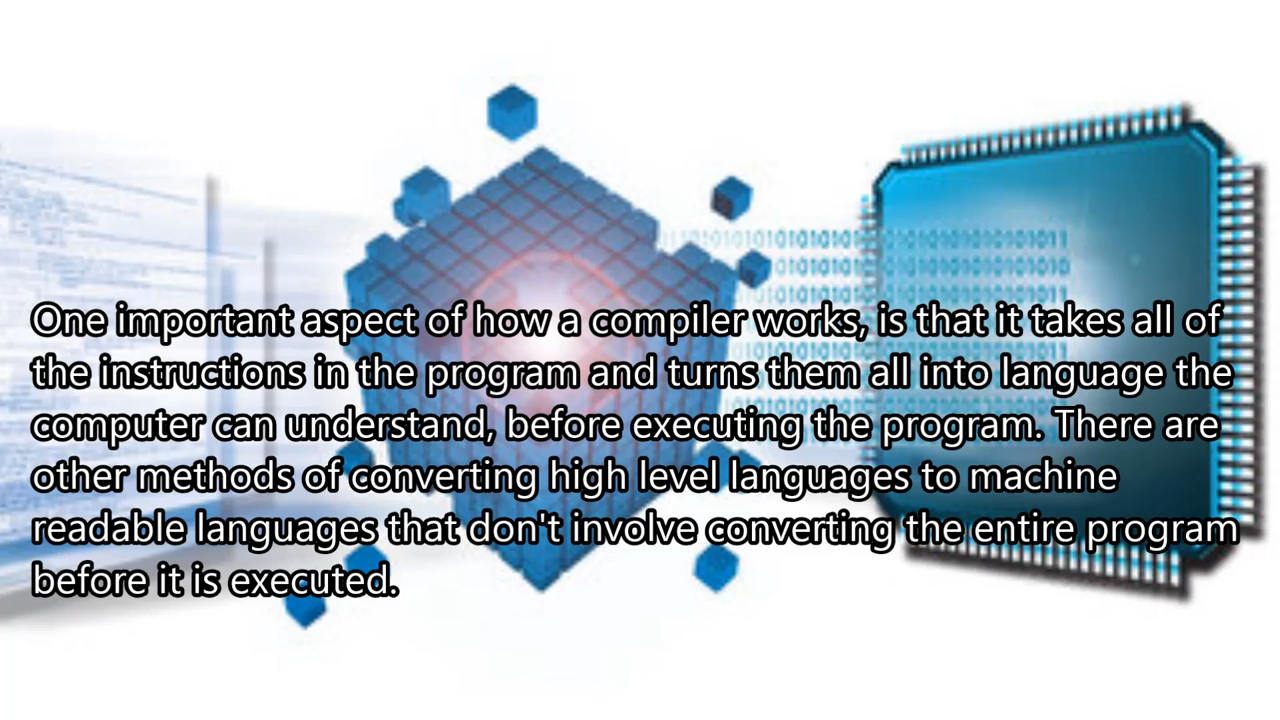 One important aspect of how a compiler works, is that it takes all of
the instructions in the program and turns them all into language the
computer can understand, before executing the program. There are
other methods of converting high level languages to machine
readable languages that don't involve converting the entire program
before it is executed.